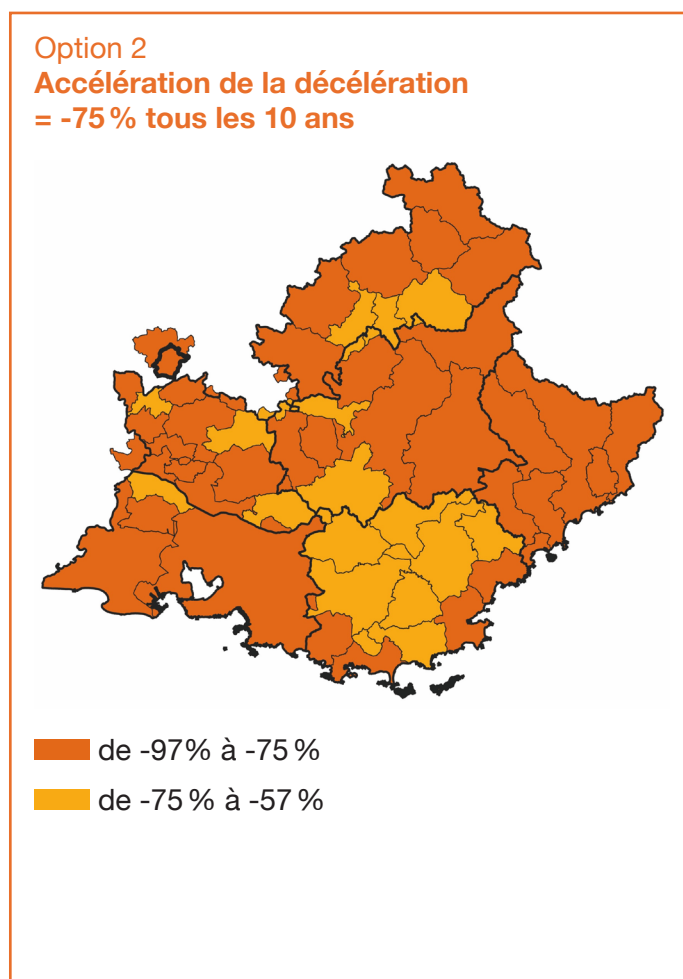 Option 2
Accélération de la décélération
= -75 % tous les 10 ans
de -97% à -75 %
de -75 % à -57 %